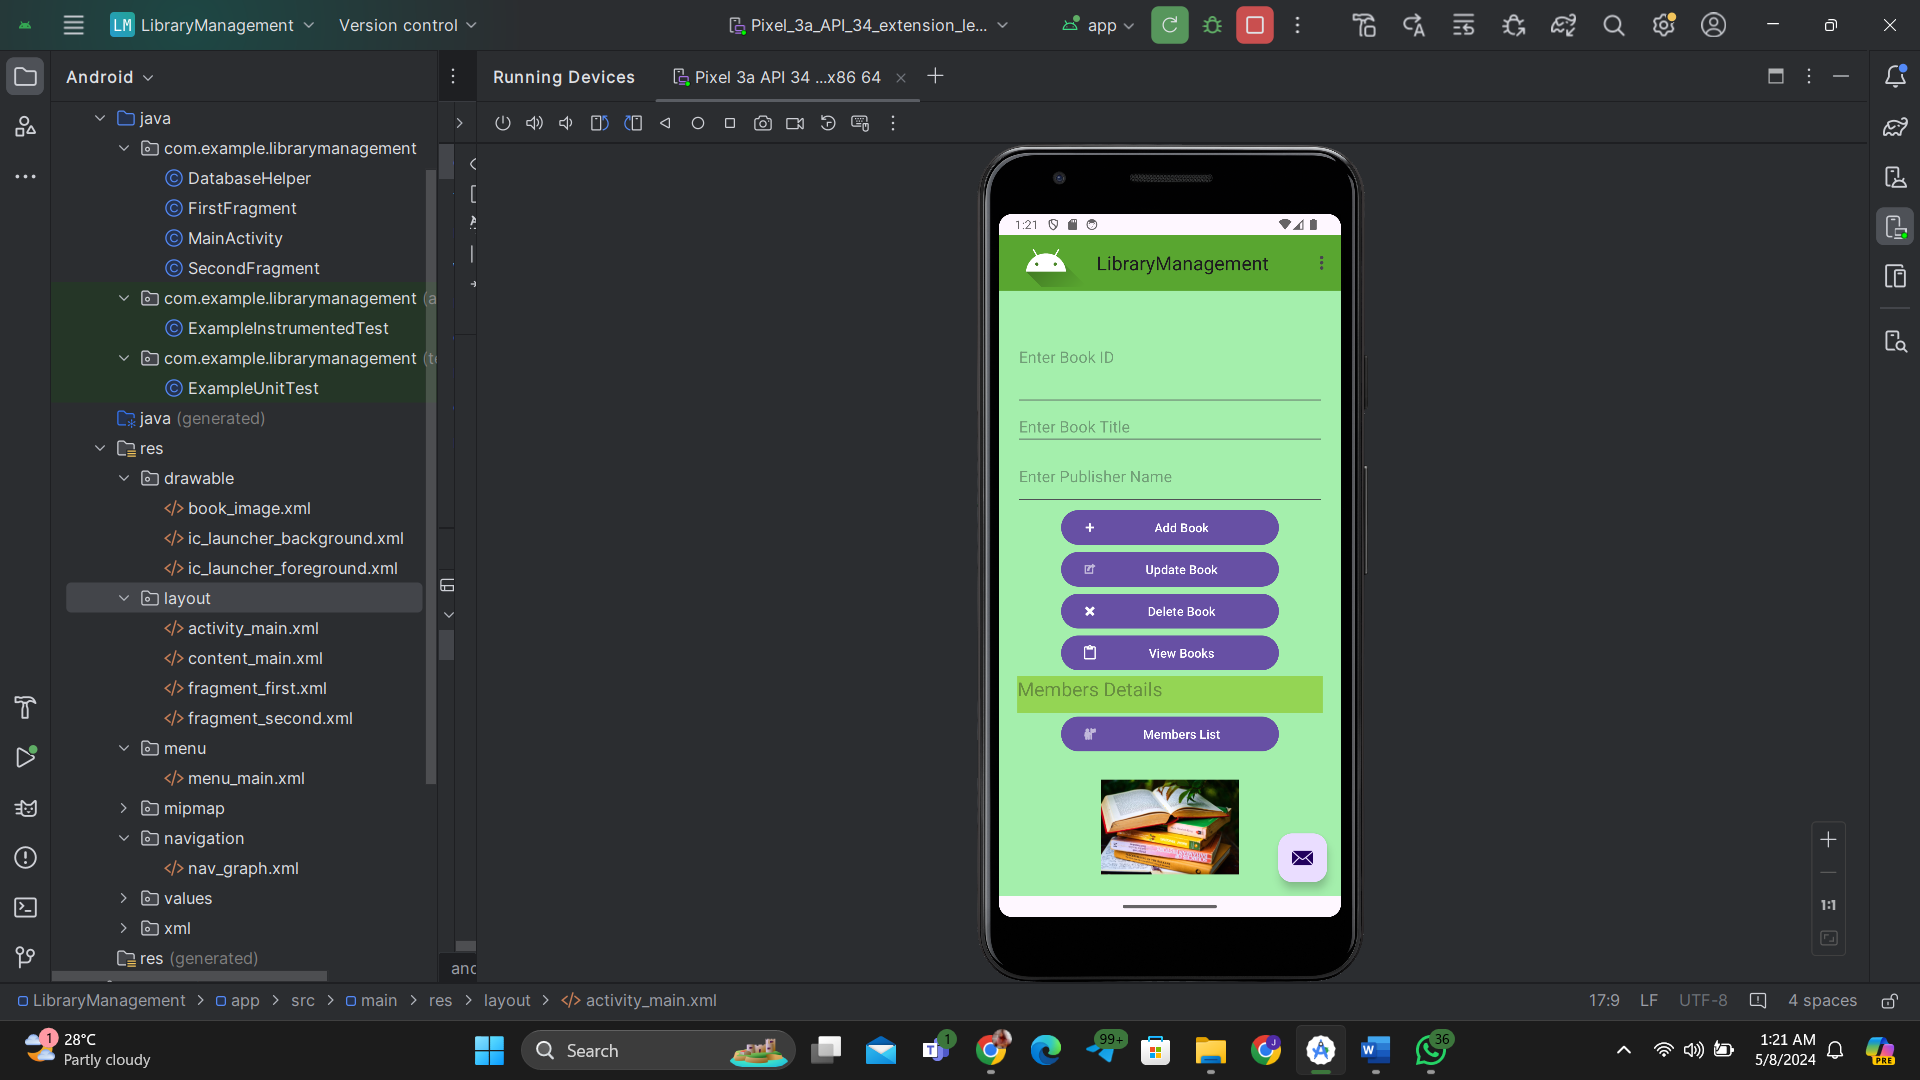 LM LibraryManagement
Version control
Pixel_3a_API_34_extension_le...
app
Android
Running Devices
Pixel 3a API 34 ...x86 64
java
com.example.librarymanagement
DatabaseHelper
FirstFragment
MainActivity
SecondFragment
com.example.librarymanagement (a
ExampleInstrumentedTest
com.example.librarymanagement (te
ExampleUnitTest
java (generated)
res
drawable
book_image.xml
ic_launcher_background.xml
ic_launcher_foreground.xml
layout
activity_main.xml
content_main.xml
fragment_first.xml
fragment_second.xml
menu
menu_main.xml
mipmap
navigation
nav_graph.xml
values
xml
res (generated)
and
1:21
LibraryManagement
Enter Book ID
Enter Book Title
Enter Publisher Name
Add Book
Update Book
Delete Book
View Books
Members Details
Members List
1:1
LibraryManagement > app > src > main > res > layout > activity_main.xml
17:9 LF UTF-8 4 spaces
1
28°C
Partly cloudy
Search
1
99+
36
1:21 AM
5/8/2024
PRE